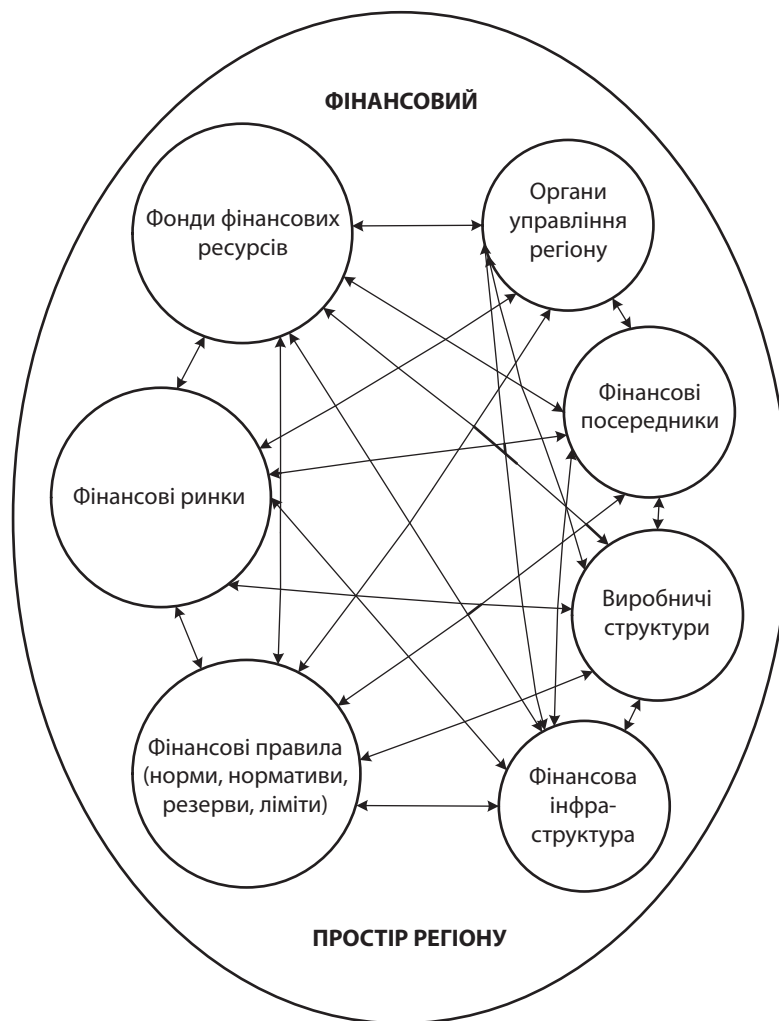 ФІНАНСОВИЙ
Фонди фінансових
ресурсів
Органи
управління
регіону
Фінансові
посередники
Фінансові ринки
Виробничі
структури
Фінансові правила
(норми, нормативи,
резерви, ліміти)
Фінансова
інфра-
структура
ПРОСТІР РЕГІОНУ